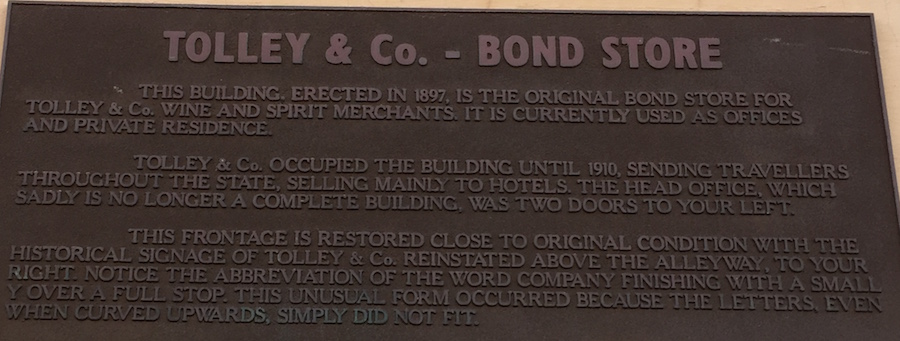 TOLLEY & Co. - BOND STORE
THIS BUILDING, ERECTED IN 1897, IS THE ORIGINAL BOND STORE FOR
TOLLEY & Co. WINE AND SPIRIT MERCHANTS. IT IS CURRENTLY USED AS OFFICES
AND PRIVATE RESIDENCE.
TOLLEY & Co. OCCUPIED THE BUILDING UNTIL 1910, SENDING TRAVELLERS
THROUGHOUT THE STATE, SELLING MAINLY TO HOTELS. THE HEAD OFFICE, WHICH
SADLY IS NO LONGER A COMPLETE BUILDING, WAS TWO DOORS TO YOUR LEFT.
THIS FRONTAGE IS RESTORED CLOSE TO ORIGINAL CONDITION WITH THE
HISTORICAL SIGNAGE OF TOLLEY & Co. REINSTATED ABOVE THE ALLEYWAY, TO YOUR
RIGHT. NOTICE THE ABBREVIATION OF THE WORD COMPANY FINISHING WITH A SMALL
Y OVER A FULL STOP. THIS UNUSUAL FORM OCCURRED BECAUSE THE LETTERS, EVEN
WHEN CURVED UPWARDS, SIMPLY DID NOT FIT.